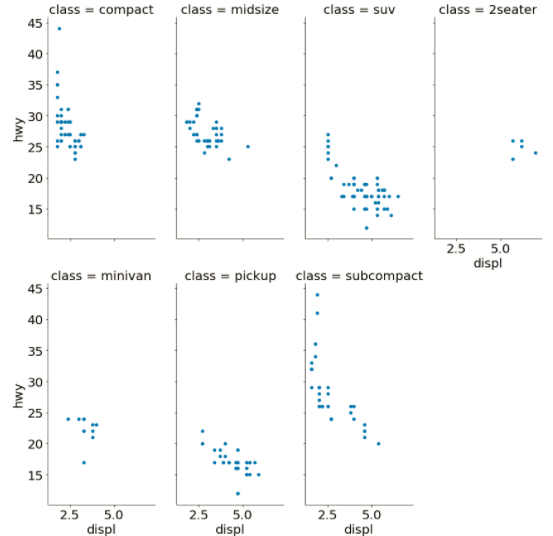 class = compact class = midsize class = suv class = 2seater
45
40
35
30
25
20
15
hwy
2.5 5.0
displ
class = minivan class = pickup class = subcompact
45
40
35
30
25
20
15
hwy
2.5 5.0 2.5 5.0 2.5 5.0
displ displ displ